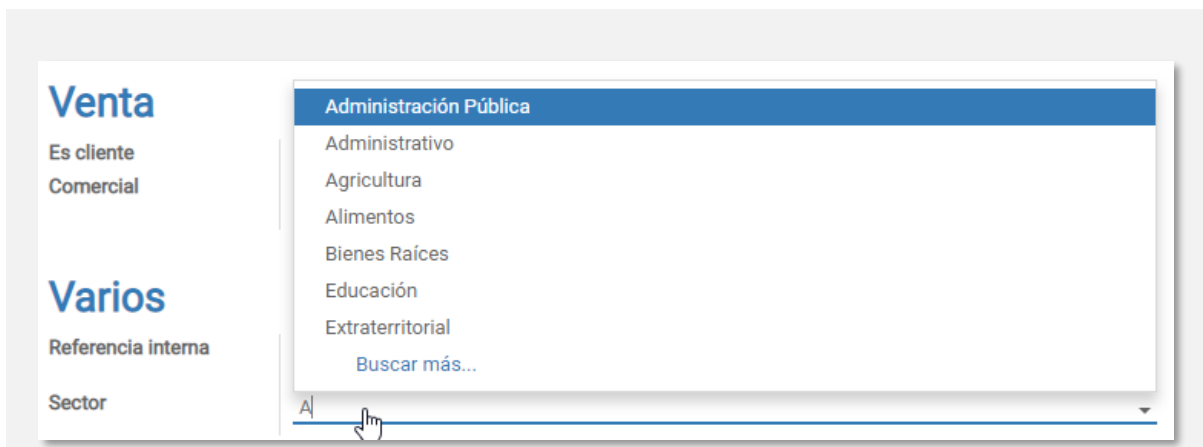 Venta
Es cliente
Comercial
Varios
Referencia interna
Sector
Administración Pública
Administrativo
Agricultura
Alimentos
Bienes Raíces
Educación
Extraterritorial
Buscar más...
A